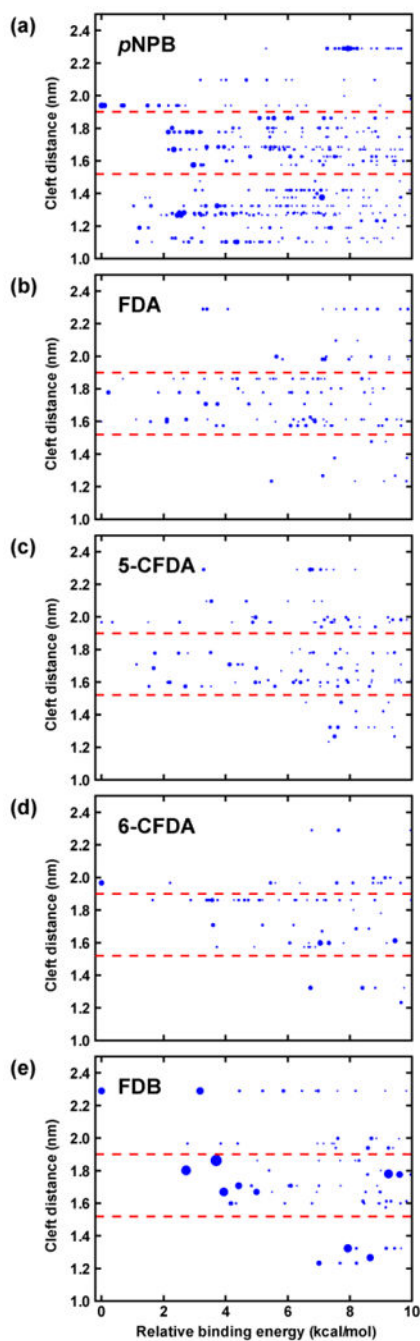 (a)
pNPB
Cleft distance (nm)
2.4
2.2
2.0
1.8
1.6
1.4
1.2
1.0
(b)
FDA
Cleft distance (nm)
2.4
2.2
2.0
1.8
1.6
1.4
1.2
1.0
(c)
5-CFDA
Cleft distance (nm)
2.4
2.2
2.0
1.8
1.6
1.4
1.2
1.0
(d)
6-CFDA
Cleft distance (nm)
2.4
2.2
2.0
1.8
1.6
1.4
1.2
1.0
(e)
FDB
Cleft distance (nm)
2.4
2.2
2.0
1.8
1.6
1.4
1.2
1.0
0 2 4 6 8 10
Relative binding energy (kcal/mol)